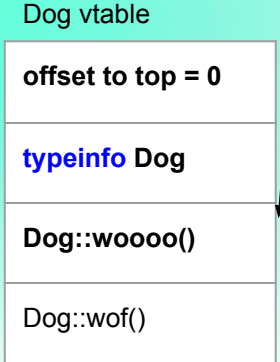 Dog vtable
offset to top = 0
typeinfo Dog
Dog::woooo()
Dog::wof()